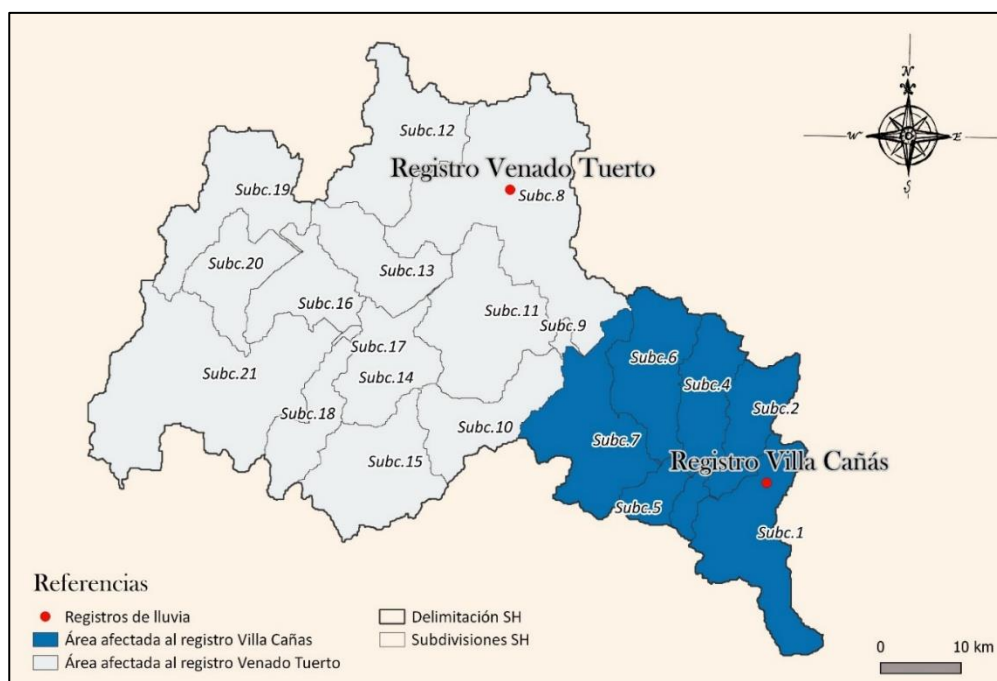 N
W
E
S
Subc.12
Registro Venado Tuerto
Subc.8
Subc.19
Subc.20
Subc.13
Subc.16
Subc.11
Subc.9
Subc.17
Subc.6
Subc.21
Subc.14
Subc.4
Subc.2
Subc.18
Subc.10
Subc.7
Subc.15
Registro Villa Cañás
Subc.5
Subc.1
Referencias
Registros de lluvia
Área afectada al registro Villa Cañas
Área afectada al registro Venado Tuerto
Delimitación SH
Subdivisiones SH
0 10 km